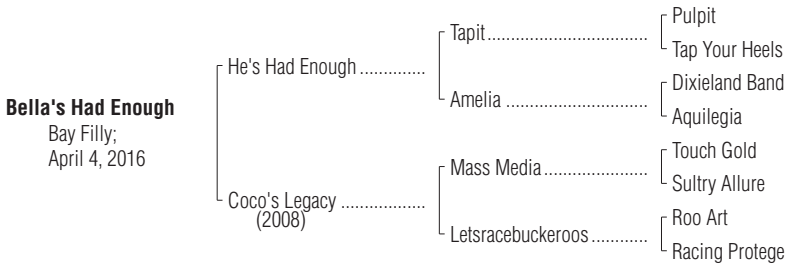 Bella's Had Enough
Bay Filly;
April 4, 2016
He's Had Enough ..............
Coco's Legacy ..................
(2008)
Tapit.................................
Amelia .............................
Mass Media......................
Letsracebuckeroos............
Pulpit
Tap Your Heels
Dixieland Band
Aquilegia
Touch Gold
Sultry Allure
Roo Art
Racing Protege